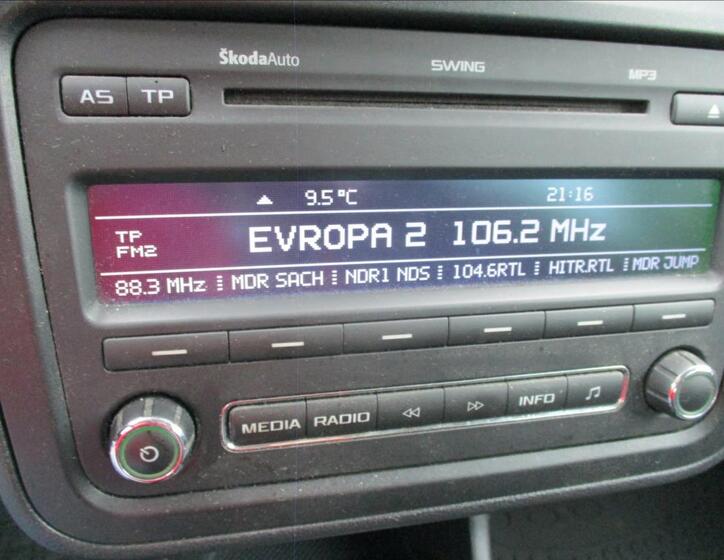 ŠkodaAuto SWING MP3
AS TP
9.5°C 21:16
TP
FM2
EVROPA 2 106.2 MHz
88.3 MHz MDR SACH NDR1 NDS 104.6RTL HITR.RTL MDR JUMP
MEDIA RADIO INFO